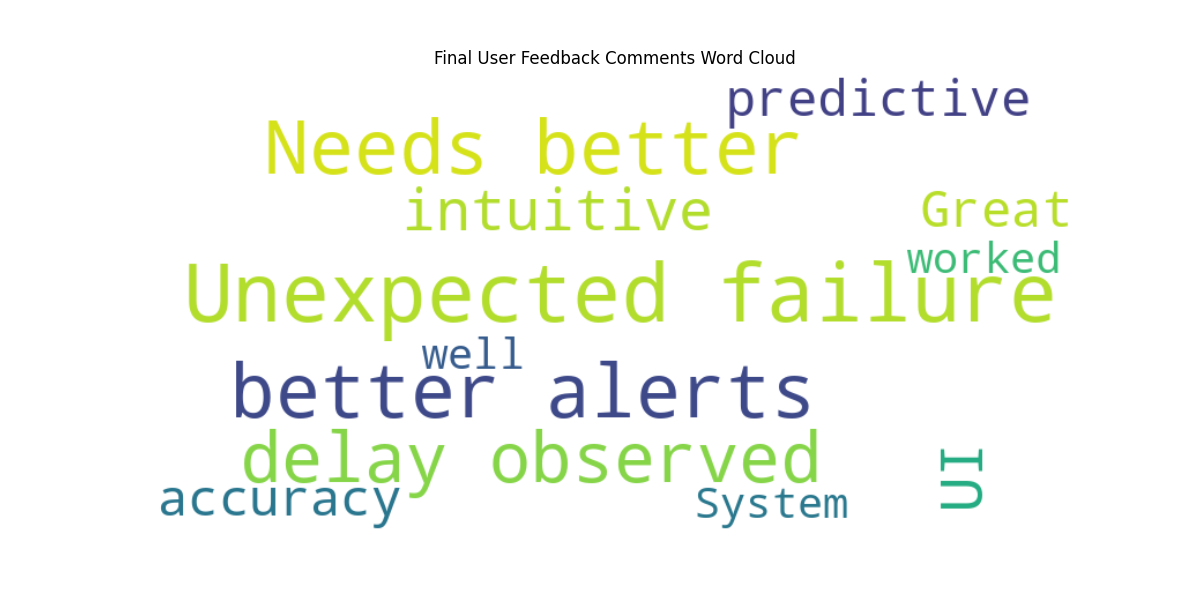 Final User Feedback Comments Word Cloud
predictive
Needs better
intuitive
Great
worked
Unexpected failure
well
better alerts
delay observed
accuracy
System
UI